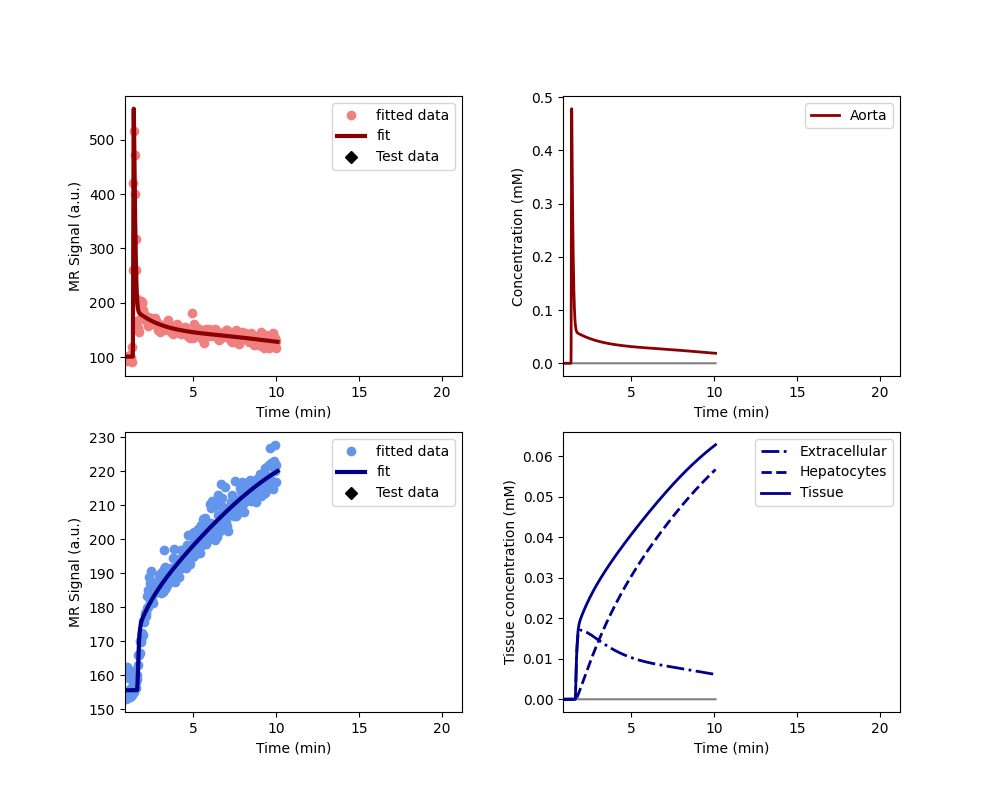 MR Signal (a.u.)
500
400
300
200
100
5
10
15
20
Time (min)
fitted data
fit
Test data
Concentration (mM)
0.5
0.4
0.3
0.2
0.1
0.0
5
10
15
20
Time (min)
Aorta
MR Signal (a.u.)
230
220
210
200
190
180
170
160
150
5
10
15
20
Time (min)
fitted data
fit
Test data
Tissue concentration (mM)
0.06
0.05
0.04
0.03
0.02
0.01
0.00
5
10
15
20
Time (min)
Extracellular
Hepatocytes
Tissue